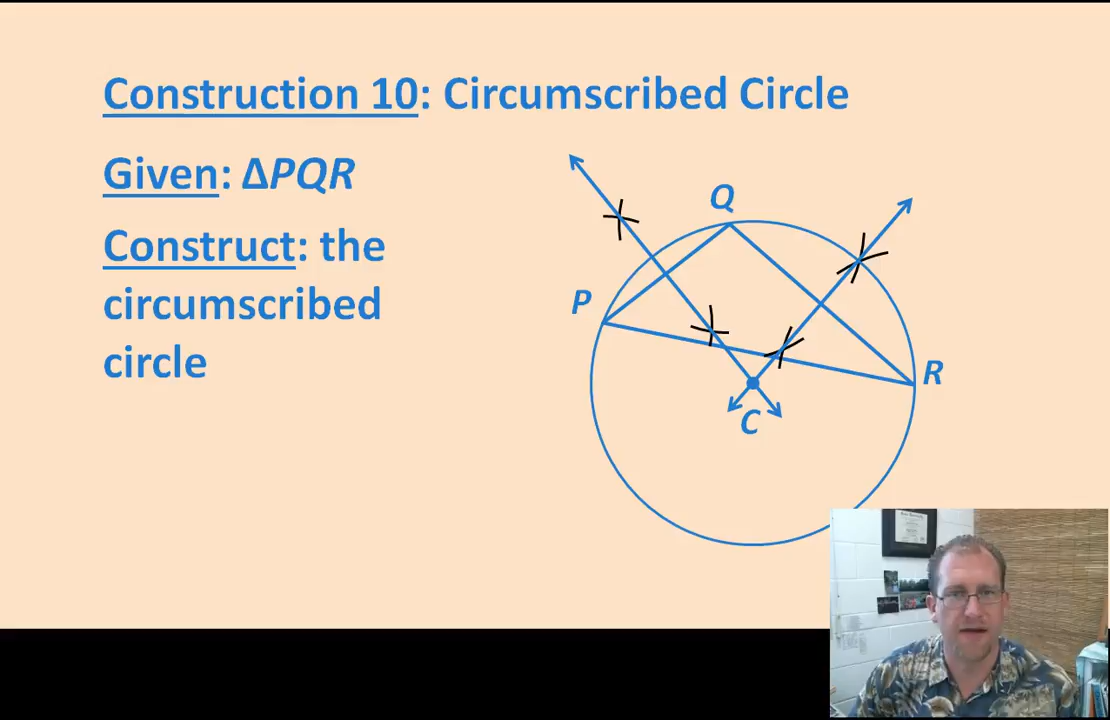 Construction 10: Circumscribed Circle
Given: ΔPQR
Construct: the
circumscribed
circle
Q
P
R
C